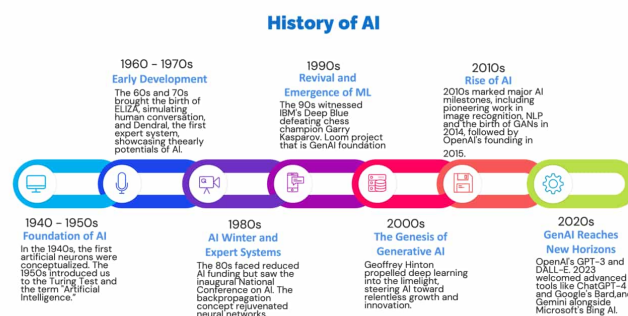 History of AI
1960 - 1970s
Early Development
The 60s and 70s
brought the birth of
ELIZA, simulating
human conversation,
and Dendral, the first
expert system,
showcasing theearly
potentials of AI.
1990s
Revival and
Emergence of ML
The 90s witnessed
IBM's Deep Blue
defeating chess
champion Garry
Kasparov. Loom project
that is GenAI foundation
2010s
Rise of AI
2010s marked major AI
milestones, including
pioneering work in
image recognition, NLP
and the birth of GANs in
2014, followed by
OpenAI's founding in
2015.
1940 - 1950s
Foundation of AI
In the 1940s, the first
artificial neurons were
conceptualized. The
1950s introduced us
to the Turing Test and
the term "Artificial
Intelligence."
1980s
AI Winter and
Expert Systems
The 80s faced reduced
AI funding but saw the
inaugural National
Conference on AI. The
backpropagation
concept rejuvenated
neural networks.
2000s
The Genesis of
Generative AI
Geoffrey Hinton
propelled deep learning
into the limelight,
steering AI toward
relentless growth and
innovation.
2020s
GenAI Reaches
New Horizons
OpenAI's GPT-3 and
DALL-E. 2023
welcomed advanced
tools like ChatGPT-4
and Google's Bard,and
Gemini alongside
Microsoft's Bing AI.